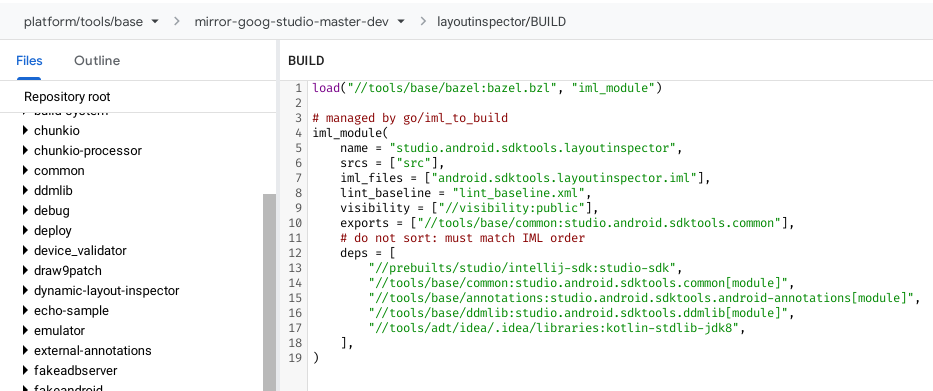 platform/tools/base > mirror-goog-studio-master-dev > layoutinspector/BUILD
Files Outline
Repository root
build-system
chunkio
chunkio-processor
common
ddmlib
debug
deploy
device_validator
draw9patch
dynamic-layout-inspector
echo-sample
emulator
external-annotations
fakeadbserver
fakeandroid
BUILD
1 load("//tools/base/bazel:bazel.bzl", "iml_module")
2
3 # managed by go/iml_to_build
4 iml_module(
5     name = "studio.android.sdktools.layoutinspector",
6     srcs = ["src"],
7     iml_files = ["android.sdktools.layoutinspector.iml"],
8     lint_baseline = "lint_baseline.xml",
9     visibility = ["//visibility:public"],
10     exports = ["//tools/base/common:studio.android.sdktools.common"],
11     # do not sort: must match IML order
12     deps = [
13         "//prebuilts/studio/intellij-sdk:studio-sdk",
14         "//tools/base/common:studio.android.sdktools.common[module]",
15         "//tools/base/annotations:studio.android.sdktools.android-annotations[module]",
16         "//tools/base/ddmlib:studio.android.sdktools.ddmlib[module]",
17         "//tools/adt/idea/.idea/libraries:kotlin-stdlib-jdk8",
18     ],
19 )